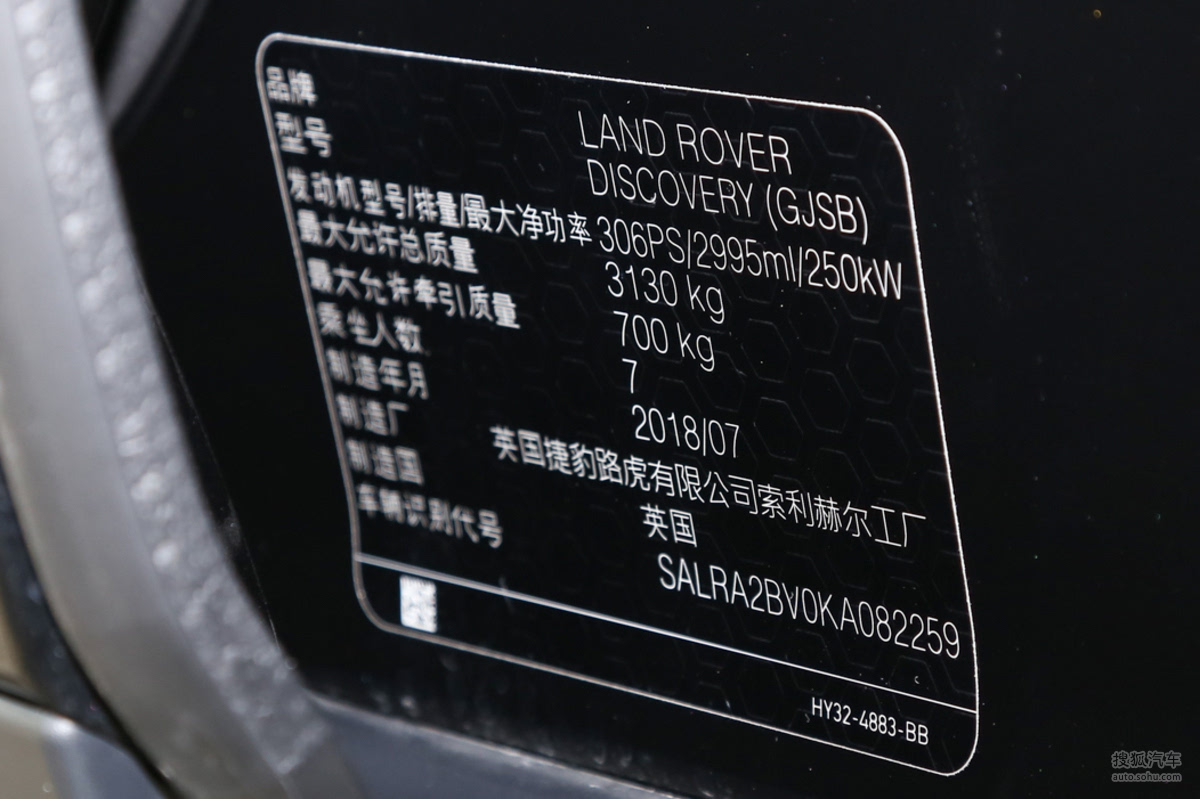 品牌 LAND ROVER
型号 DISCOVERY (GJSB)
发动机型号/排量/最大净功率 306PS/2995ml/250kW
最大允许总质量 3130 kg
最大允许牵引质量 700 kg
乘坐人数 7
制造年月 2018/07
制造厂 英国捷豹路虎有限公司索利赫尔工厂
制造国 英国
车辆识别代号 SALRA2BV0KA082259
HY32-4883-BB
搜狐汽车
auto.sohu.com